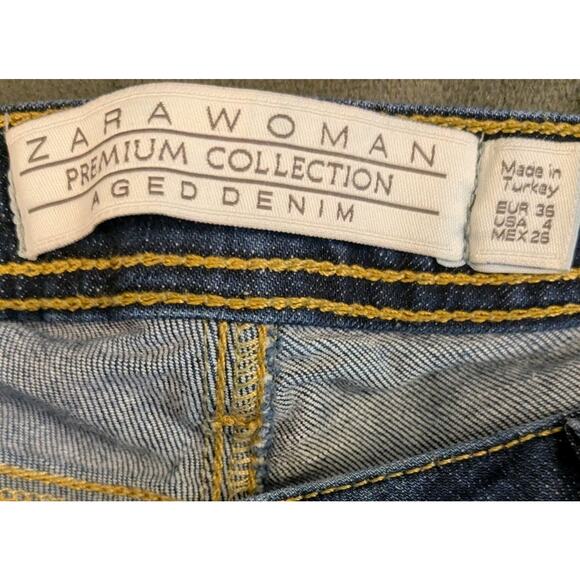 ZARA WOMAN
PREMIUM COLLECTION
AGED DENIM
Made in
Turkey
EUR 36
USA 4
MEX 26